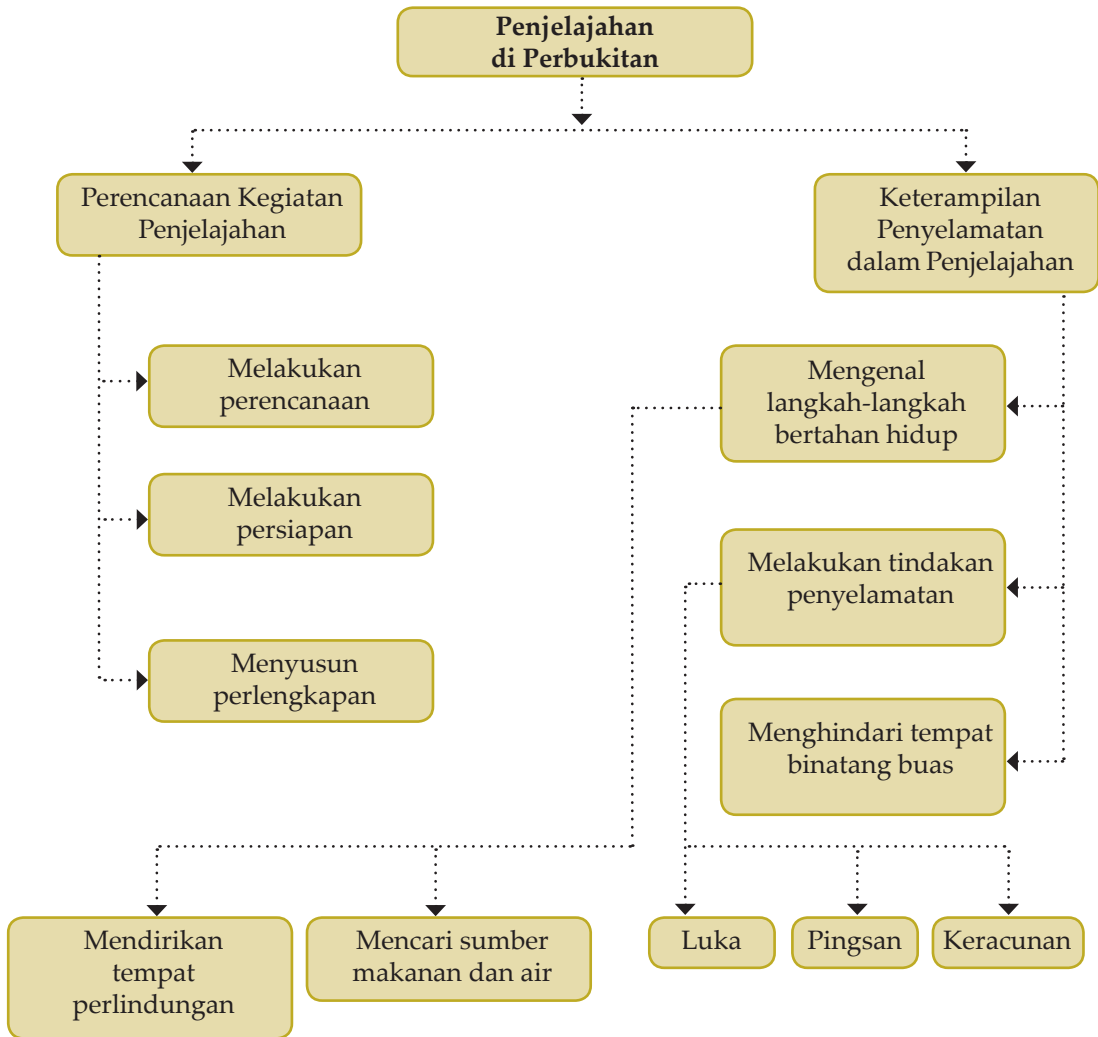 Penjelajahan
di Perbukitan
Perencanaan Kegiatan
Penjelajahan
Keterampilan
Penyelamatan
dalam Penjelajahan
Melakukan
perencanaan
Melakukan
persiapan
Menyusun
perlengkapan
Mengenal
langkah-langkah
bertahan hidup
Melakukan tindakan
penyelamatan
Menghindari tempat
binatang buas
Mendirikan
tempat
perlindungan
Mencari sumber
makanan dan air
Luka
Pingsan
Keracunan